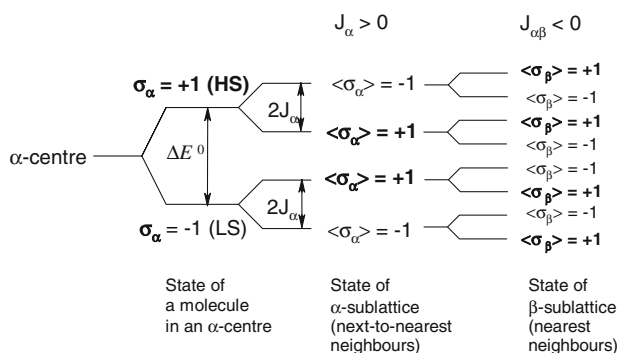 J_α > 0
J_αβ < 0
σ_α = +1 (HS)
<σ_α> = -1
2J_α
<σ_α> = +1
<σ_β> = +1
<σ_β> = -1
<σ_β> = +1
<σ_β> = -1
α-centre
ΔE⁰
<σ_α> = +1
2J_α
<σ_α> = -1
<σ_β> = -1
<σ_β> = +1
<σ_β> = -1
<σ_β> = +1
σ_α = -1 (LS)
State of
a molecule
in an α-centre
State of
α-sublattice
(next-to-nearest
neighbours)
State of
β-sublattice
(nearest
neighbours)